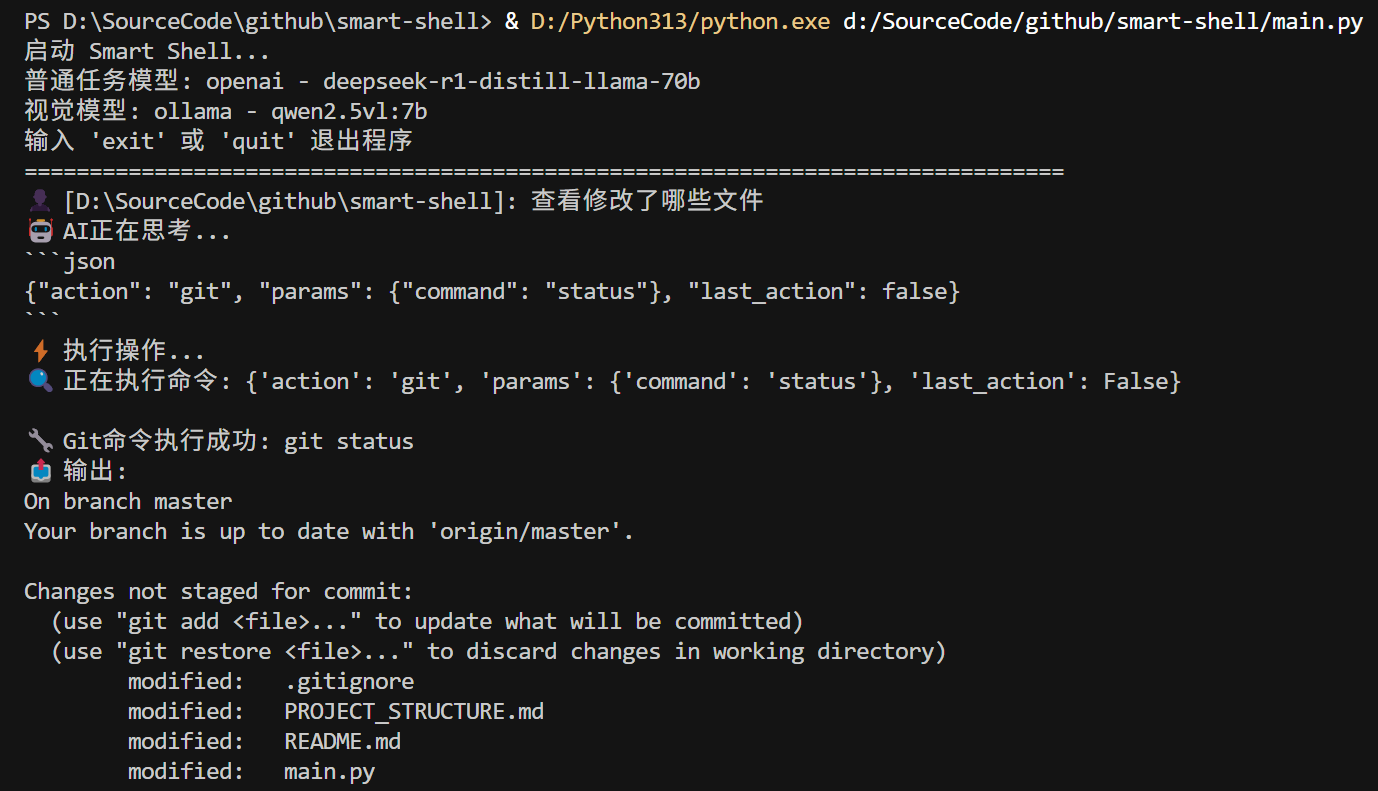 PS D:\SourceCode\github\smart-shell> & D:/Python313/python.exe d:/SourceCode/github/smart-shell/main.py
启动 Smart Shell...
普通任务模型: openai - deepseek-r1-distill-llama-70b
视觉模型: ollama - qwen2.5vl:7b
输入 'exit' 或 'quit' 退出程序
================================================================================
👤 [D:\SourceCode\github\smart-shell]: 查看修改了哪些文件
🤖 AI正在思考...
```json
{"action": "git", "params": {"command": "status"}, "last_action": false}
```
⚡ 执行操作...
🔍 正在执行命令: {'action': 'git', 'params': {'command': 'status'}, 'last_action': False}
🔧 Git命令执行成功: git status
📤 输出:
On branch master
Your branch is up to date with 'origin/master'.
Changes not staged for commit:
  (use "git add <file>..." to update what will be committed)
  (use "git restore <file>..." to discard changes in working directory)
        modified:   .gitignore
        modified:   PROJECT_STRUCTURE.md
        modified:   README.md
        modified:   main.py